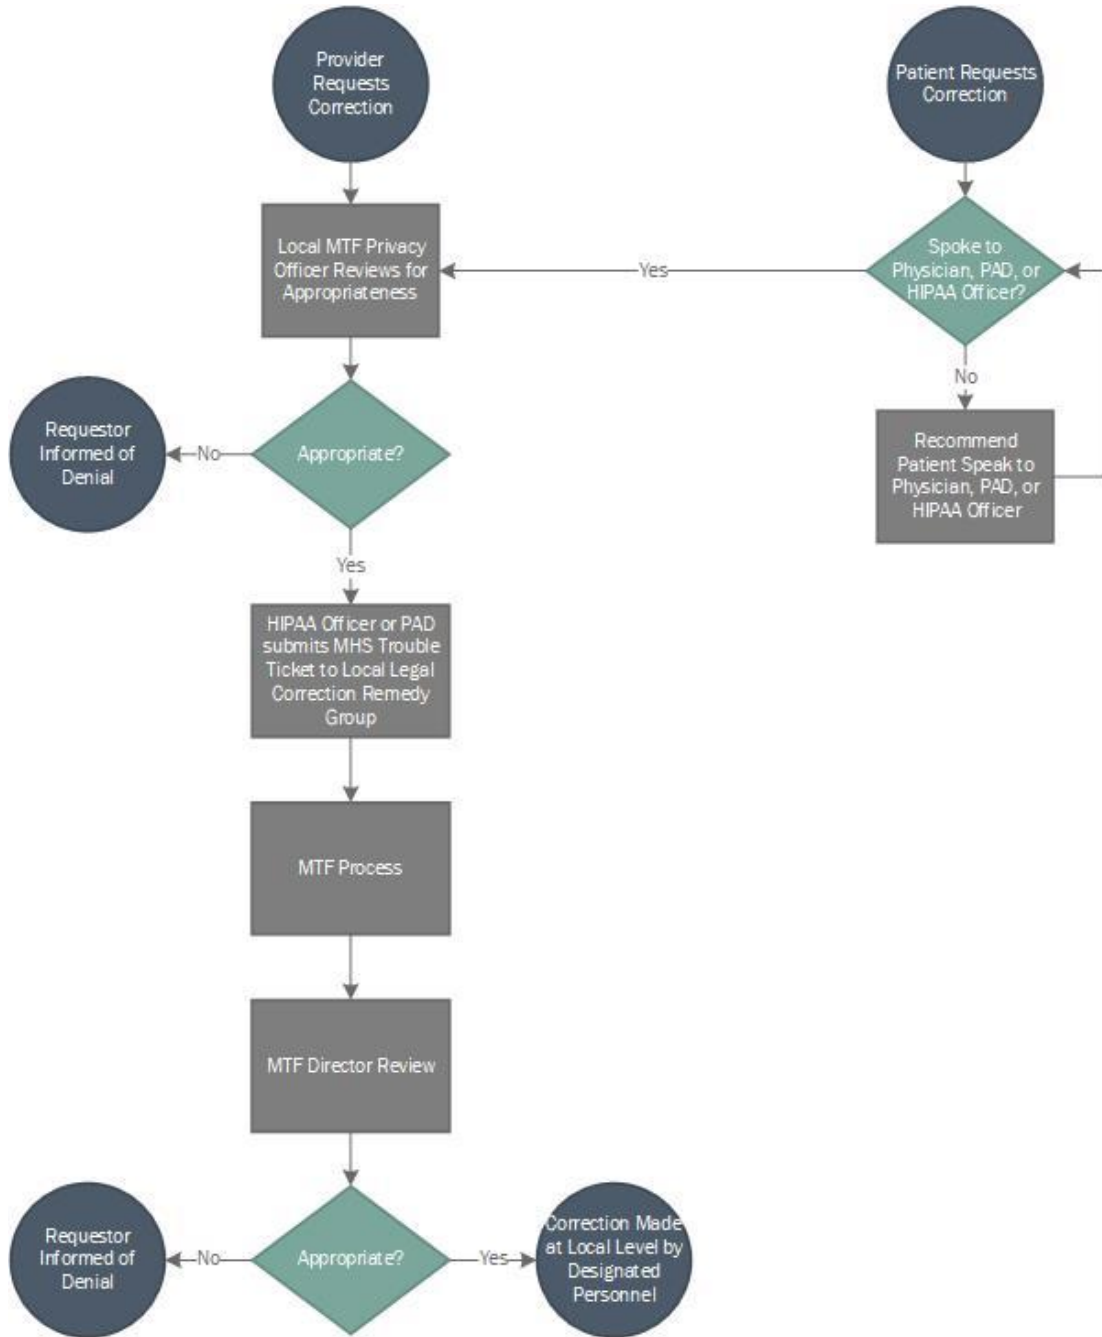 Provider
Requests
Correction
Patient Requests
Correction
Local MTF Privacy
Officer Reviews for
Appropriateness
Yes
Spoke to
Physician, PAD, or
HIPAA Officer?
No
Recommend
Patient Speak to
Physician, PAD, or
HIPAA Officer
Requestor
Informed of
Denial
No
Appropriate?
Yes
HIPAA Officer or PAD
submits MHS Trouble
Ticket to Local Legal
Correction Remedy
Group
MTF Process
MTF Director Review
Requestor
Informed of
Denial
No
Appropriate?
Yes
Correction Made
at Local Level by
Designated
Personnel